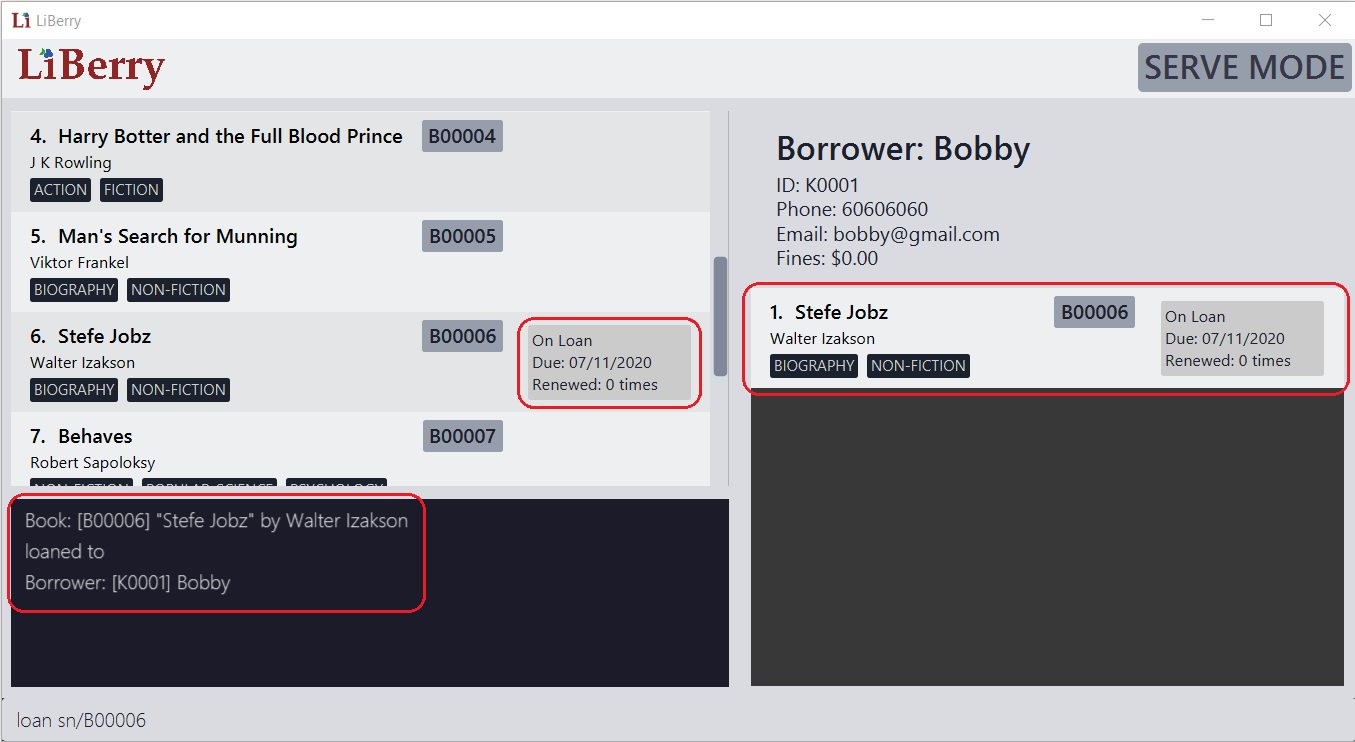 LiBerry
LiBerry
SERVE MODE
4. Harry Botter and the Full Blood Prince B00004
J K Rowling
ACTION FICTION
5. Man's Search for Munning B00005
Viktor Frankel
BIOGRAPHY NON-FICTION
6. Stefe Jobz B00006
Walter Izakson
BIOGRAPHY NON-FICTION
On Loan
Due: 07/11/2020
Renewed: 0 times
7. Behaves B00007
Robert Sapoloksy
NON-FICTION POPULAR-SCIENCE PSYCHOLOGY
Book: [B00006] "Stefe Jobz" by Walter Izakson
loaned to
Borrower: [K0001] Bobby
Borrower: Bobby
ID: K0001
Phone: 60606060
Email: bobby@gmail.com
Fines: $0.00
1. Stefe Jobz B00006
Walter Izakson
BIOGRAPHY NON-FICTION
On Loan
Due: 07/11/2020
Renewed: 0 times
loan sn/B00006